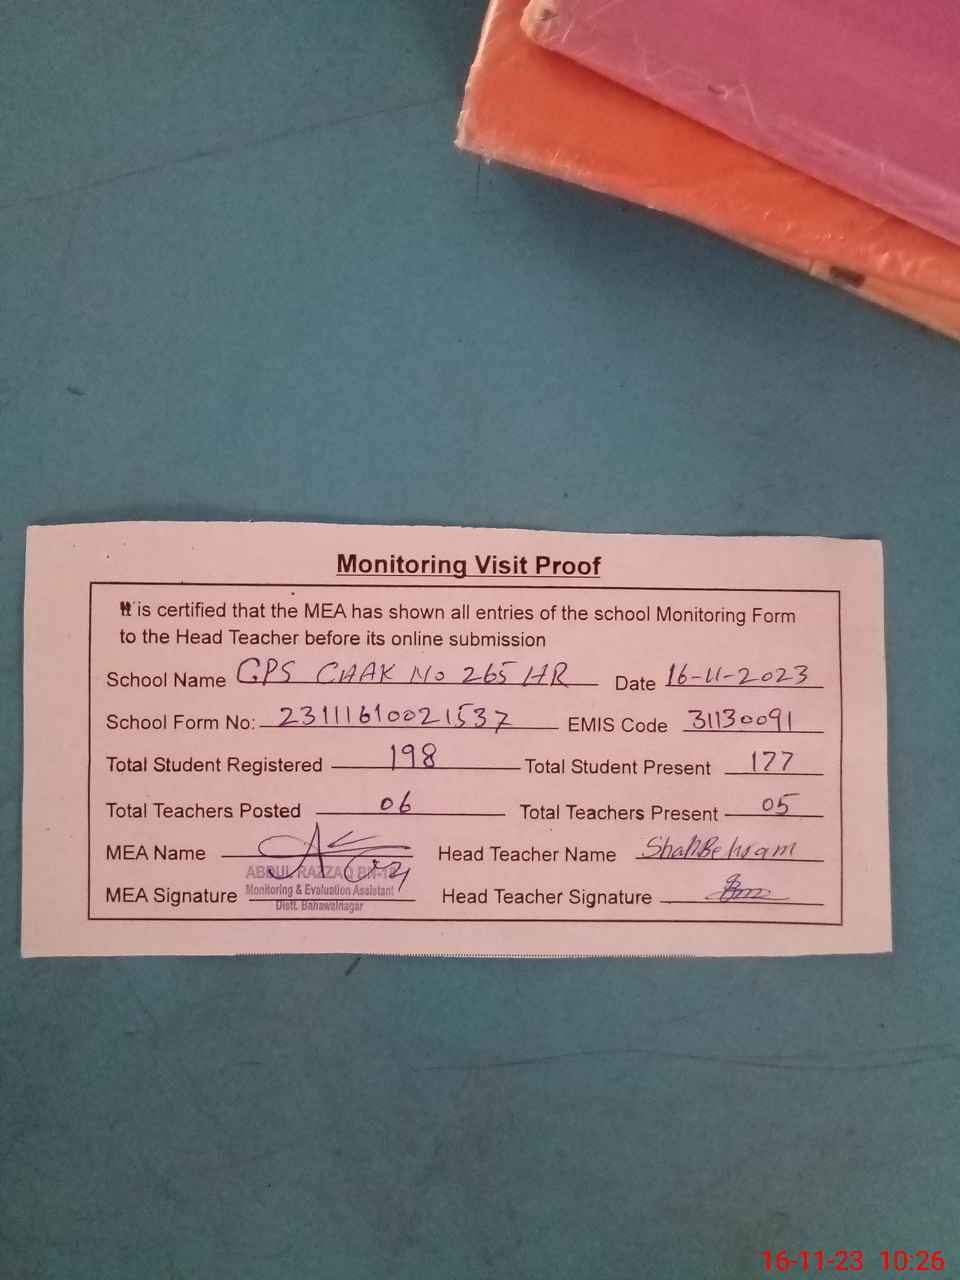 Monitoring Visit Proof
It is certified that the MEA has shown all entries of the school Monitoring Form
to the Head Teacher before its online submission
School Name GPS CHAK No 265 HR Date 16-11-2023
School Form No: 23111610021537 EMIS Code 31130091
Total Student Registered 198 Total Student Present 177
Total Teachers Posted 06 Total Teachers Present 05
MEA Name Head Teacher Name Shah Behram
ABDUL RAZZAQ
MEA Signature Monitoring & Evaluation Assistant Head Teacher Signature
Distt. Bahawalnagar
16-11-23 10:26